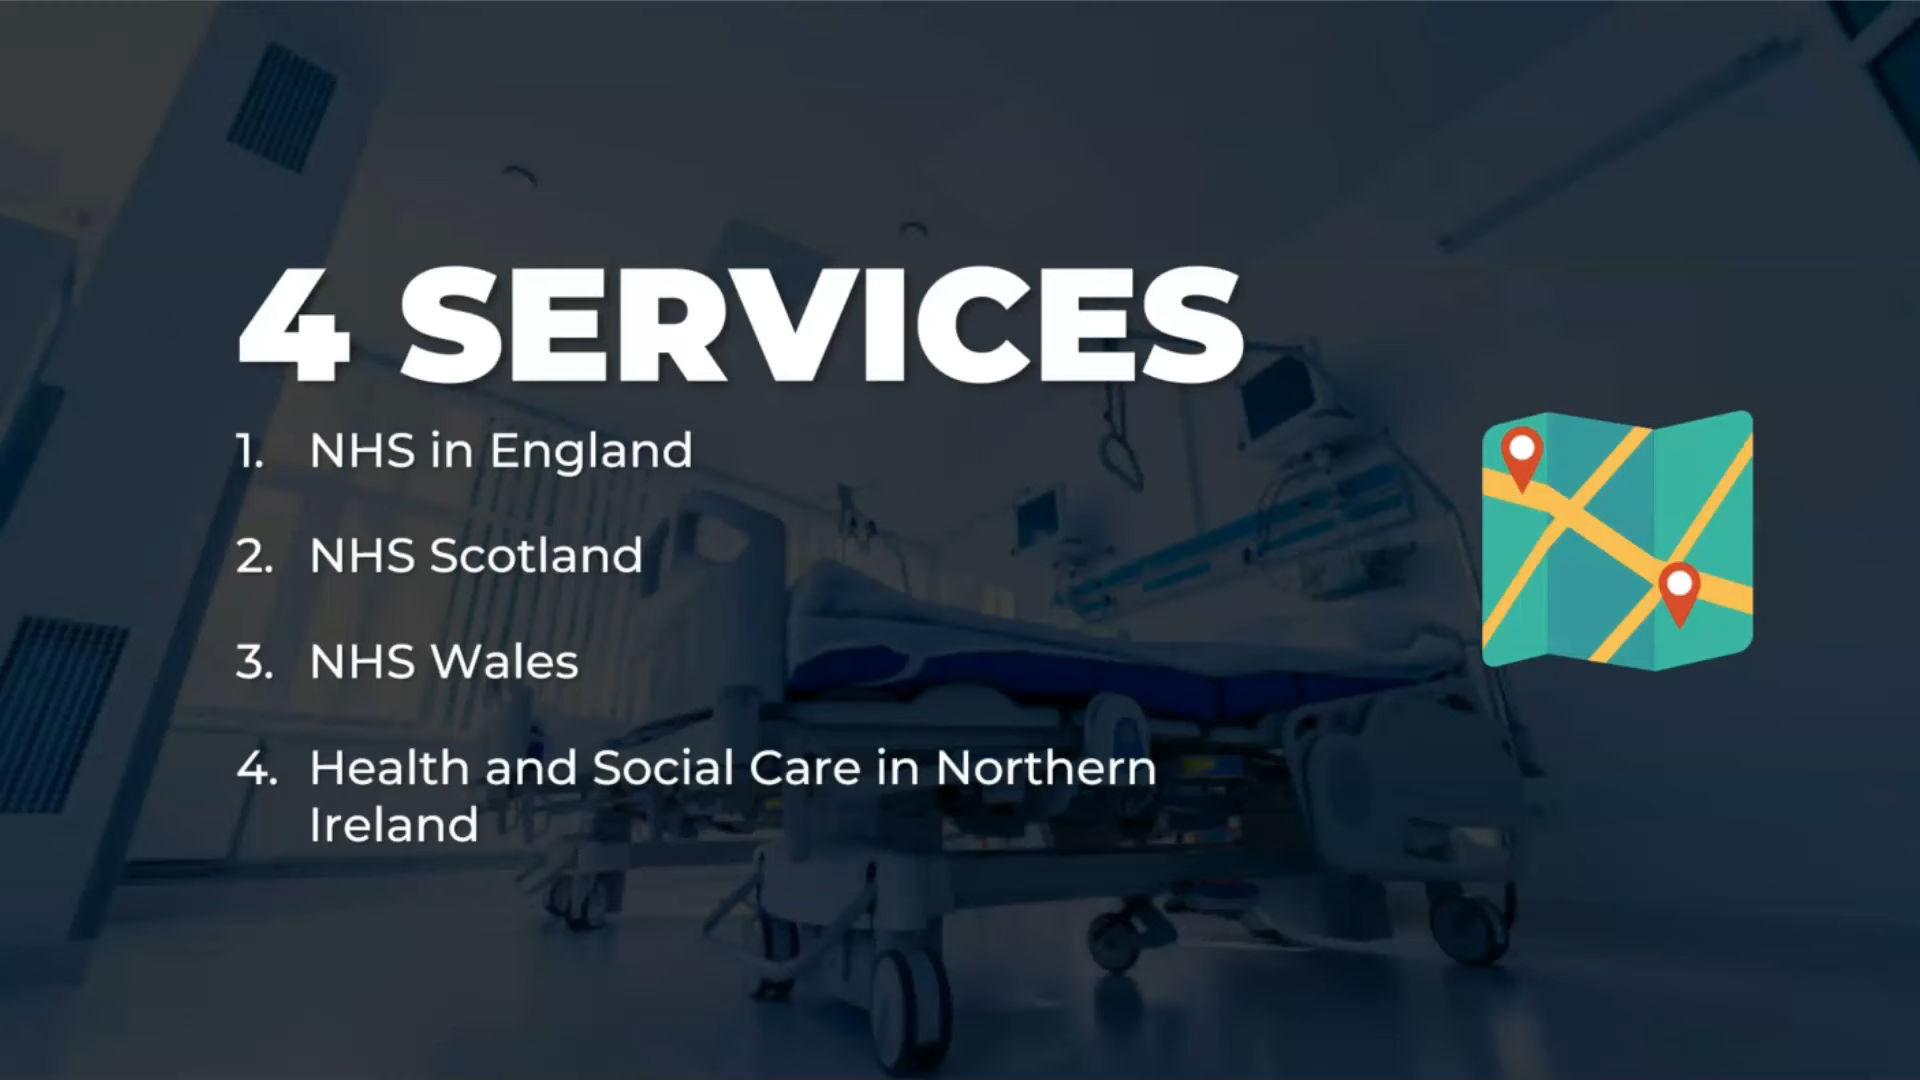 4 SERVICES
1. NHS in England
2. NHS Scotland
3. NHS Wales
4. Health and Social Care in Northern
Ireland